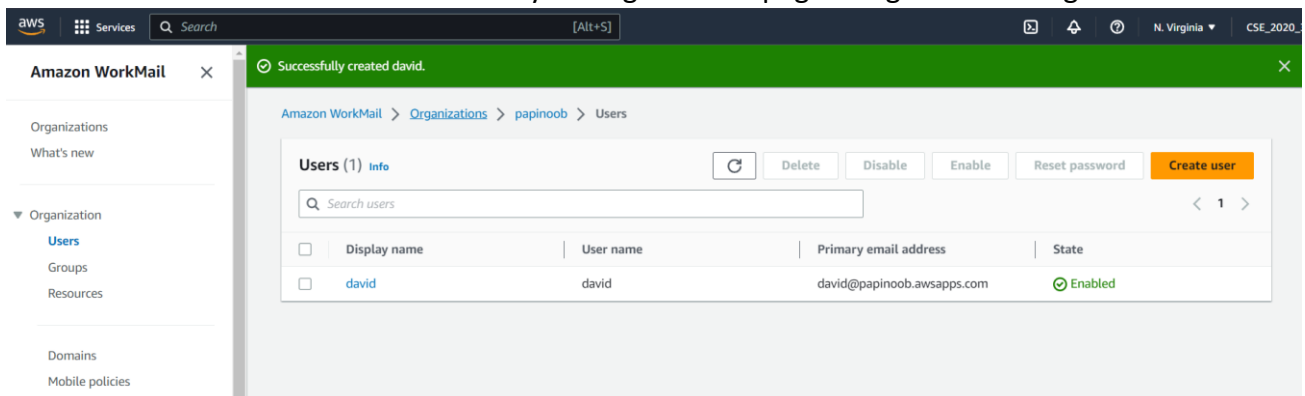 aws Services Search [Alt+S] N. Virginia CSE_2020_
Amazon WorkMail
Successfully created david.
Amazon WorkMail > Organizations > papinoob > Users
Organizations
What's new
Users (1) Info Delete Disable Enable Reset password Create user
Search users < 1 >
Organization
Users
Groups
Resources
Display name User name Primary email address State
david david david@papinoob.awsapps.com Enabled
Domains
Mobile policies